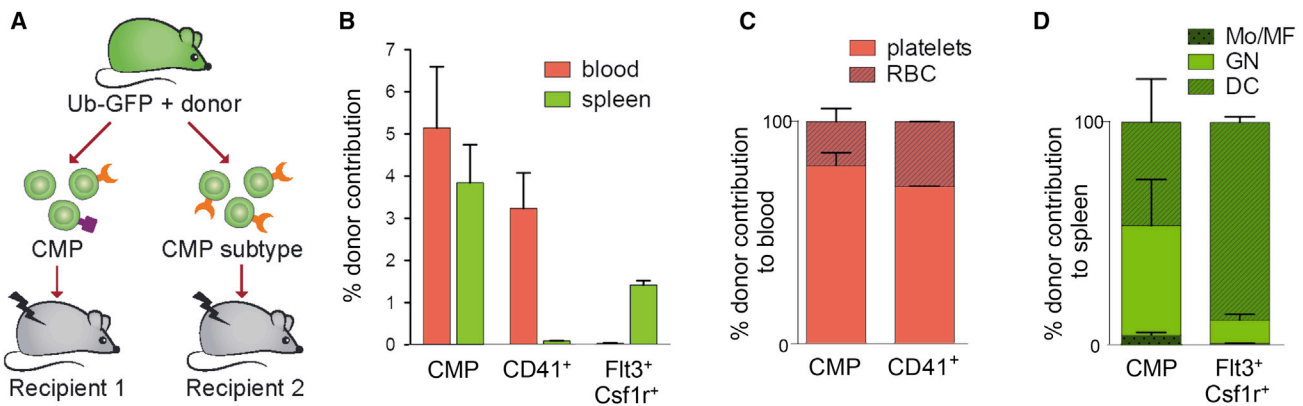 A
Ub-GFP + donor
CMP
CMP subtype
Recipient 1
Recipient 2
B
% donor contribution
7
6
5
4
3
2
1
0
blood
spleen
CMP
CD41⁺
Flt3⁺
Csf1r⁺
C
platelets
RBC
% donor contribution
to blood
100
0
CMP
CD41⁺
D
Mo/MF
GN
DC
% donor contribution
to spleen
100
0
CMP
Flt3⁺
Csf1r⁺